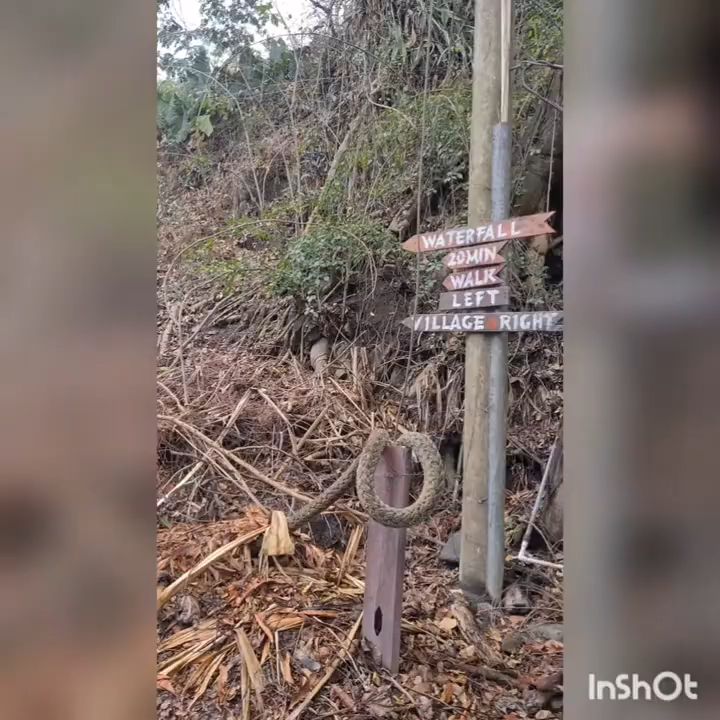 WATERFALL
20MIN
WALK
LEFT
VILLAGE RIGHT
InShOt